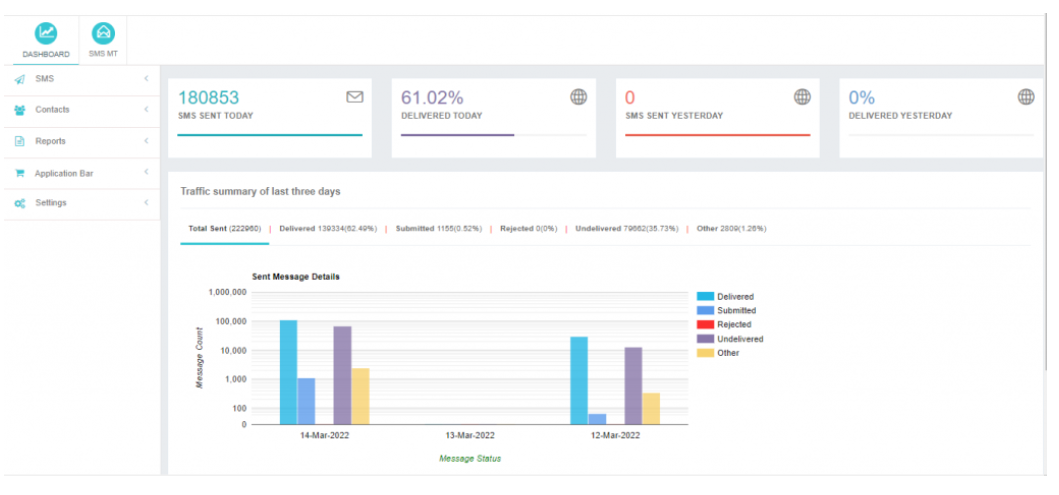 DASHBOARD SMS MT
SMS
Contacts
Reports
Application Bar
Settings
180853
SMS SENT TODAY
61.02%
DELIVERED TODAY
0
SMS SENT YESTERDAY
0%
DELIVERED YESTERDAY
Traffic summary of last three days
Total Sent (222960) | Delivered 139334(62.49%) | Submitted 1155(0.52%) | Rejected 0(0%) | Undelivered 79662(35.73%) | Other 2809(1.26%)
Sent Message Details
1,000,000
100,000
10,000
1,000
100
0
Message Count
14-Mar-2022 13-Mar-2022 12-Mar-2022
Message Status
Delivered
Submitted
Rejected
Undelivered
Other